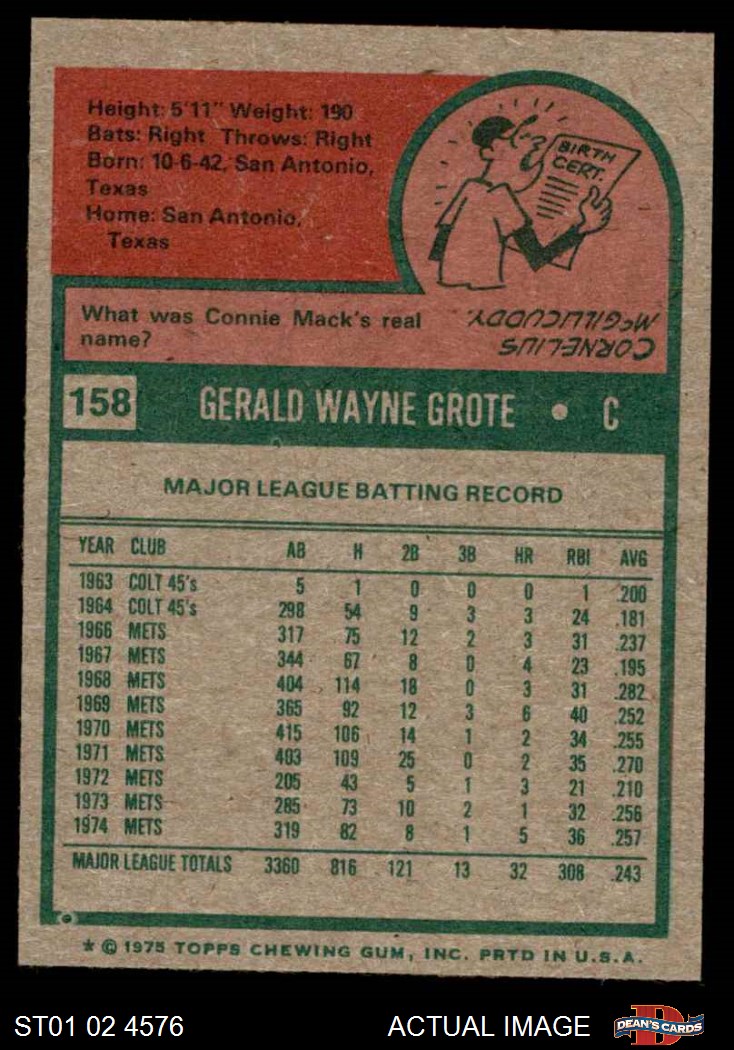 Height: 5'11" Weight: 190
Bats: Right Throws: Right
Born: 10-6-42, San Antonio,
Texas
Home: San Antonio,
Texas
BIRTH
CERT.
What was Connie Mack's real
name?
CORNELIUS
McGILLICUDDY.
158 GERALD WAYNE GROTE • C
MAJOR LEAGUE BATTING RECORD
YEAR CLUB AB H 2B 3B HR RBI AVG
1963 COLT 45's 5 1 0 0 0 1 .200
1964 COLT 45's 298 54 9 3 3 24 .181
1966 METS 317 75 12 2 3 31 .237
1967 METS 344 67 8 0 4 23 .195
1968 METS 404 114 18 0 3 31 .282
1969 METS 365 92 12 3 6 40 .252
1970 METS 415 106 14 1 2 34 .255
1971 METS 403 109 25 0 2 35 .270
1972 METS 205 43 5 1 3 21 .210
1973 METS 285 73 10 2 1 32 .256
1974 METS 319 82 8 1 5 36 .257
MAJOR LEAGUE TOTALS 3360 816 121 13 32 308 .243
* © 1975 TOPPS CHEWING GUM, INC. PRTD IN U.S.A.
ST01 02 4576 ACTUAL IMAGE D DEAN'S CARDS